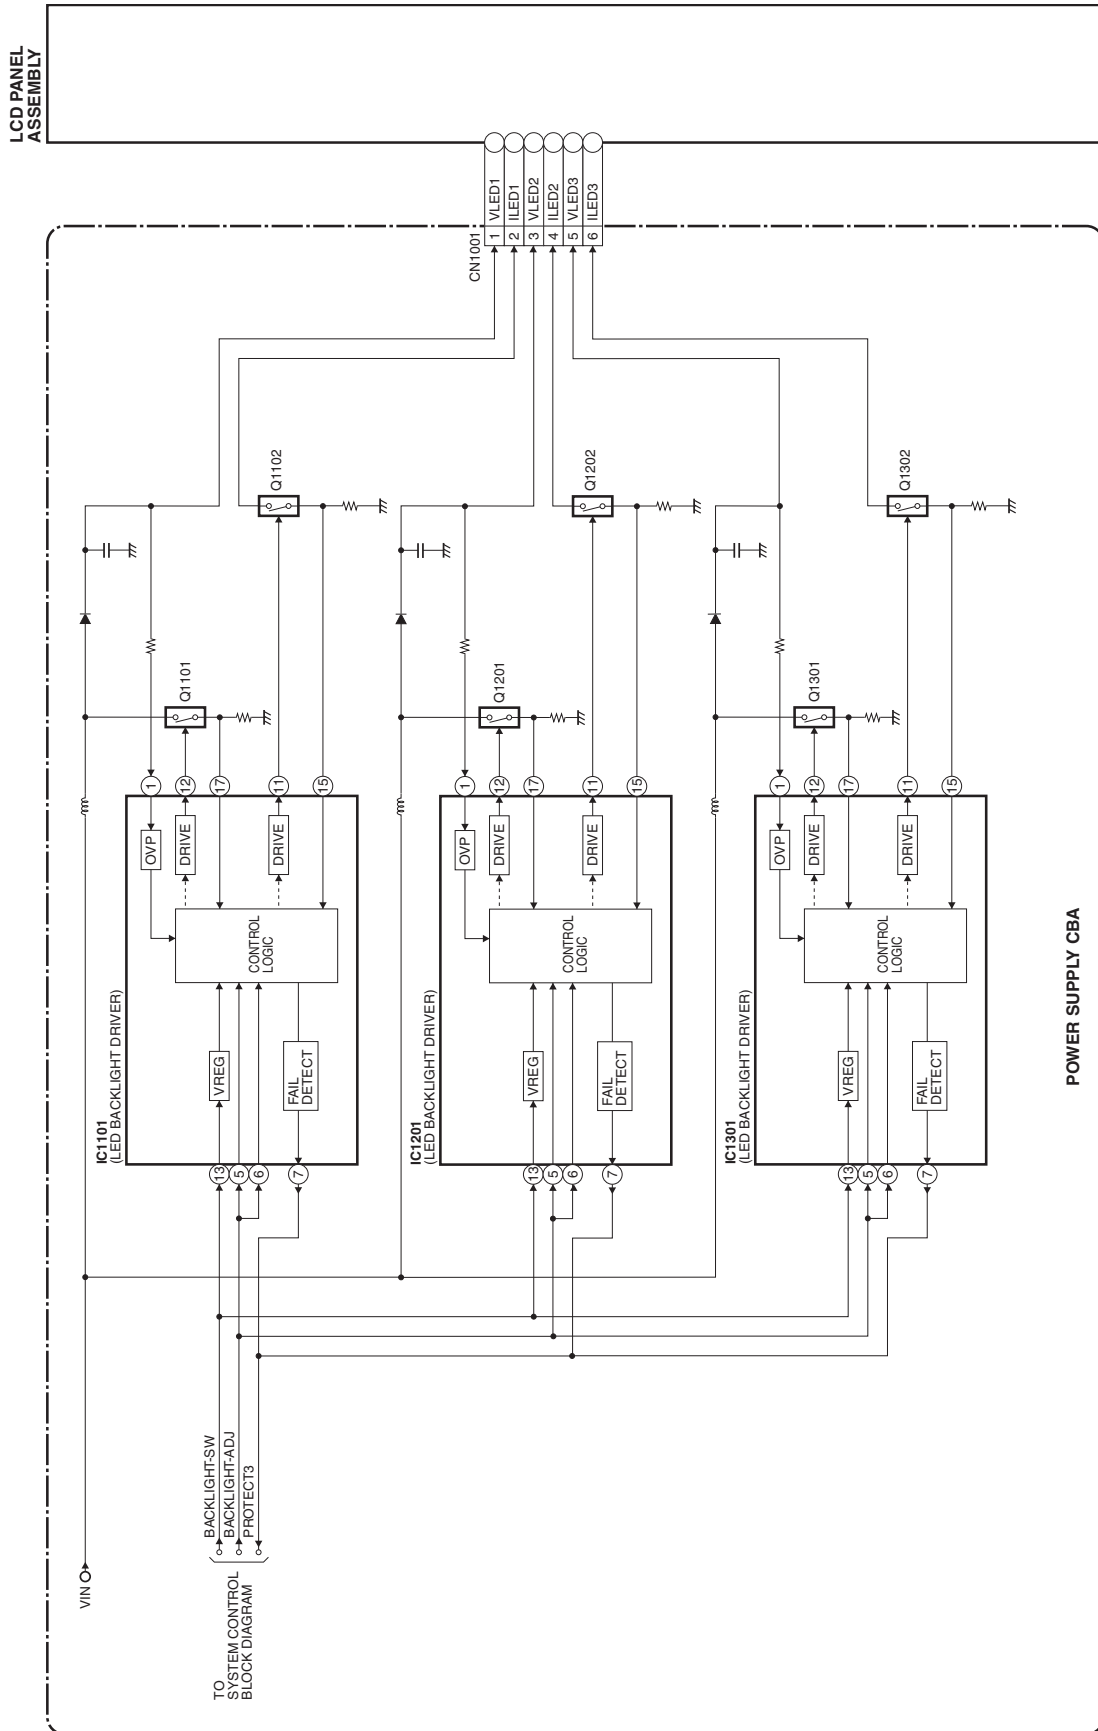 LCD PANEL
ASSEMBLY
CN1001
1 VLED1
2 ILED1
3 VLED2
4 ILED2
5 VLED3
6 ILED3
Q1102
Q1202
Q1302
Q1101
Q1201
Q1301
1
12
17
11
15
1
12
17
11
15
1
12
17
11
15
OVP
DRIVE
DRIVE
CONTROL
LOGIC
VREG
FAIL
DETECT
IC1101
(LED BACKLIGHT DRIVER)
13
5
6
7
OVP
DRIVE
DRIVE
CONTROL
LOGIC
VREG
FAIL
DETECT
IC1201
(LED BACKLIGHT DRIVER)
13
5
6
7
OVP
DRIVE
DRIVE
CONTROL
LOGIC
VREG
FAIL
DETECT
IC1301
(LED BACKLIGHT DRIVER)
13
5
6
7
BACKLIGHT-SW
BACKLIGHT-ADJ
PROTECT3
VIN
TO
SYSTEM CONTROL
BLOCK DIAGRAM
POWER SUPPLY CBA